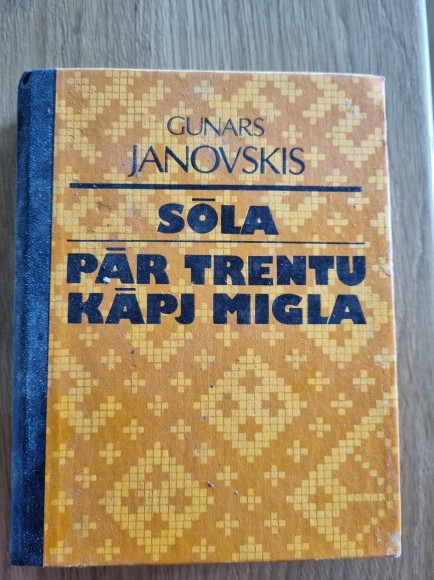 GUNARS
JANOVSKIS
SŌLA
PĀR TRENTU
KĀPJ MIGLA